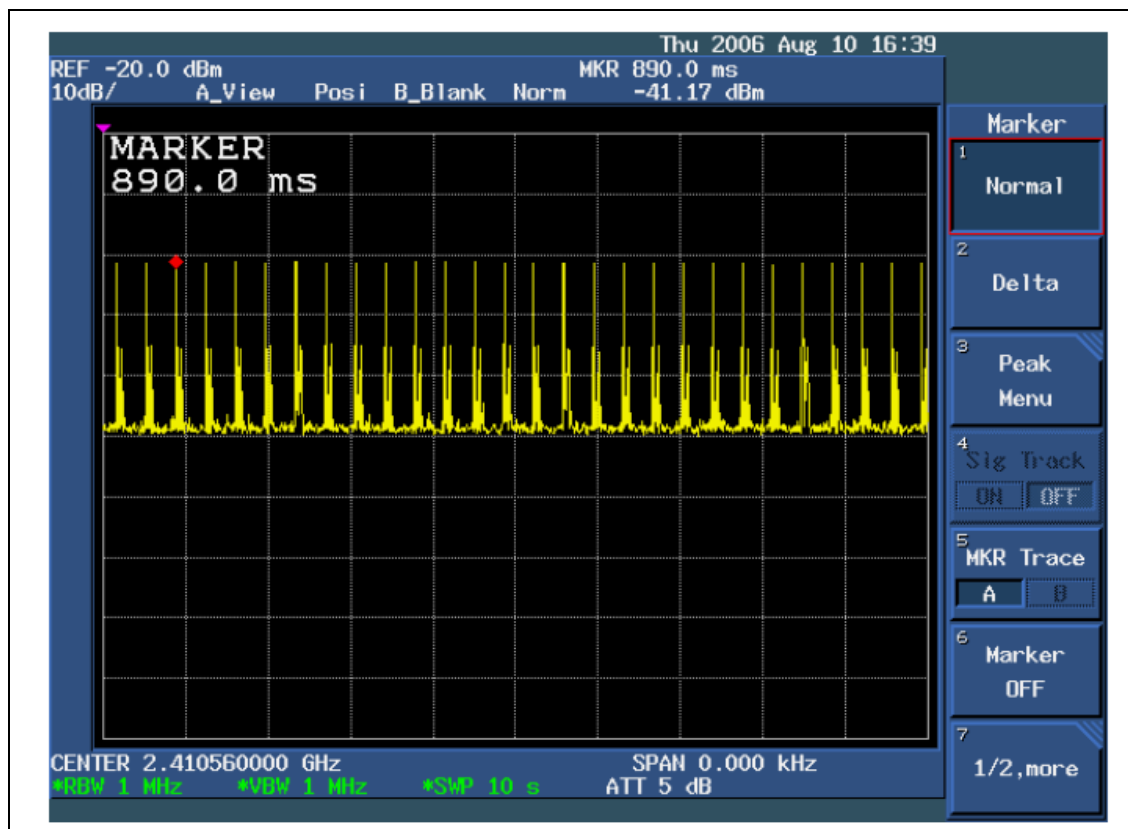 Thu 2006 Aug 10 16:39
REF -20.0 dBm MKR 890.0 ms
10dB/ A_View Posi B_Blank Norm -41.17 dBm
MARKER
890.0 ms
Marker
1
Normal
2
Delta
3
Peak
Menu
4
Sig Track
ON OFF
5
MKR Trace
A B
6
Marker
OFF
7
1/2,more
CENTER 2.410560000 GHz SPAN 0.000 kHz
*RBW 1 MHz *VBW 1 MHz *SWP 10 s ATT 5 dB